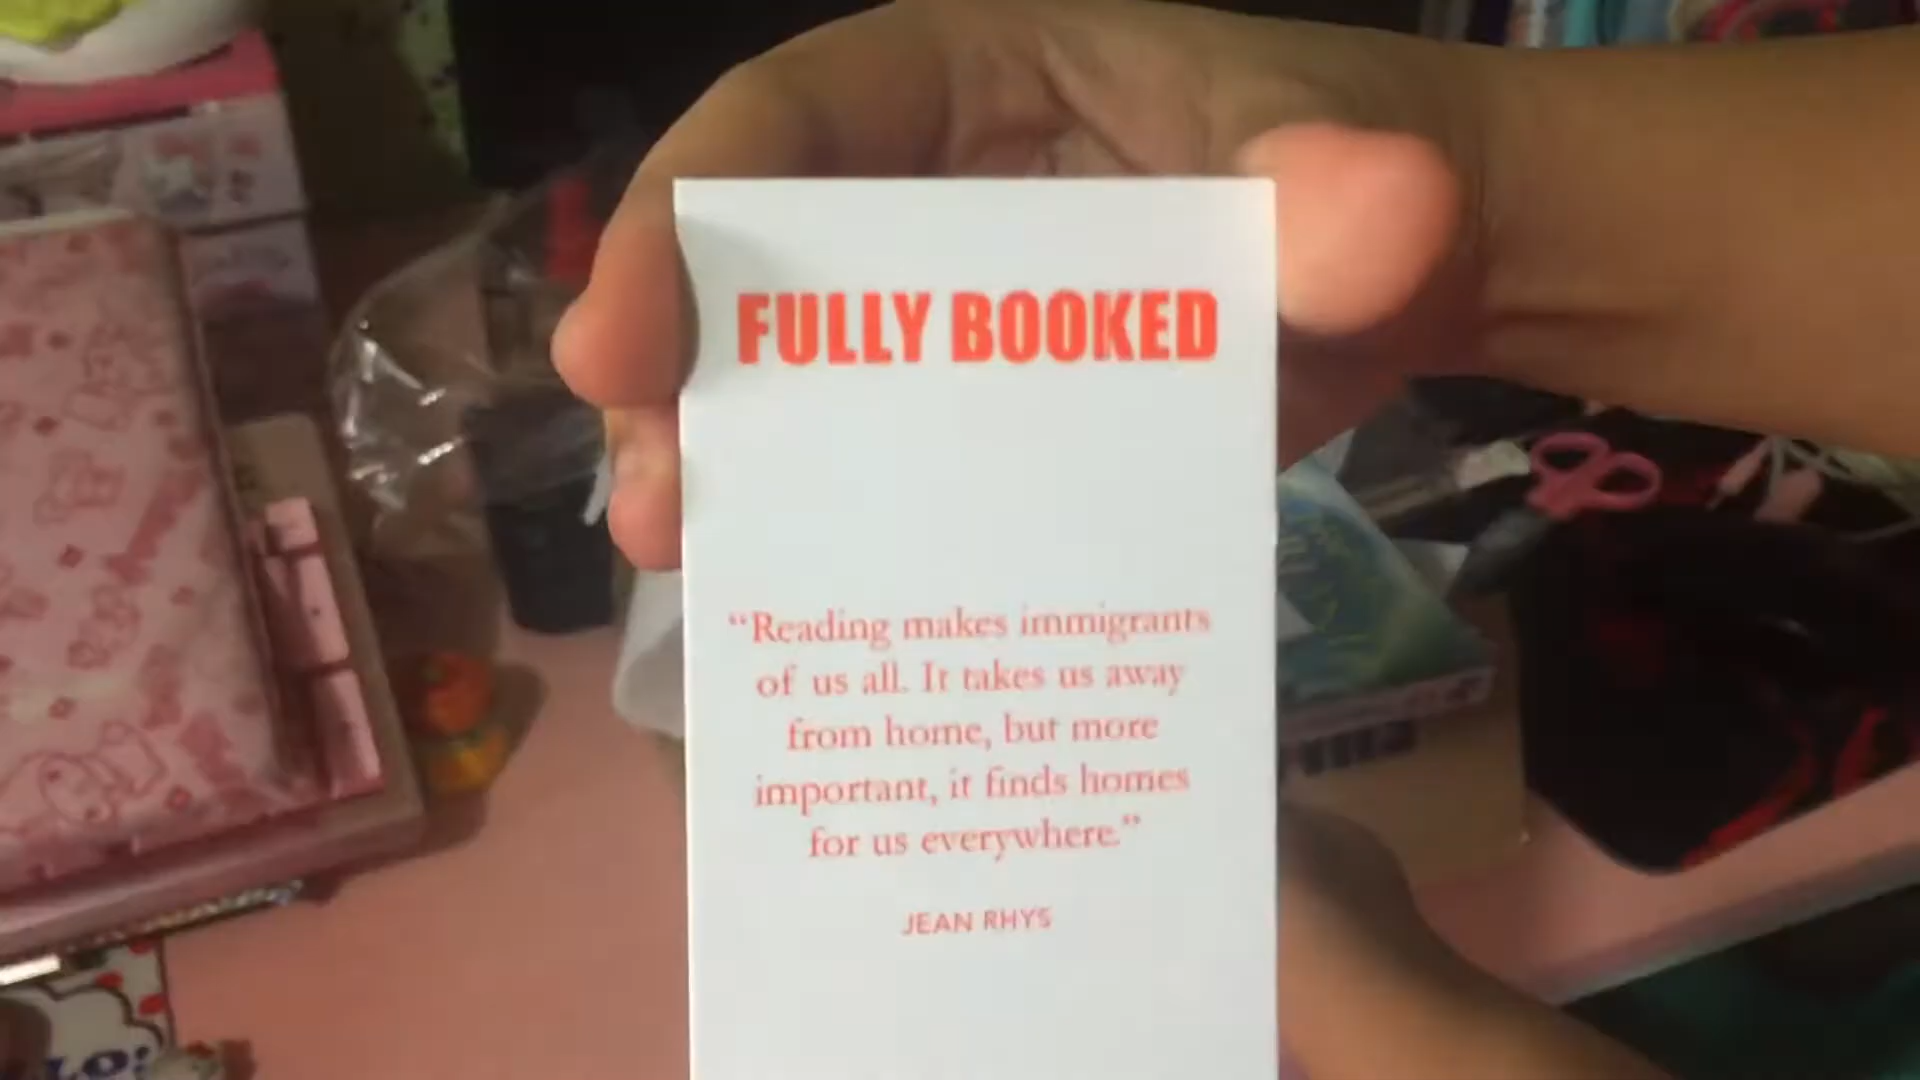 FULLY BOOKED
“Reading makes immigrants
of us all. It takes us away
from home, but more
important, it finds homes
for us everywhere.”
JEAN RHYS
LO!